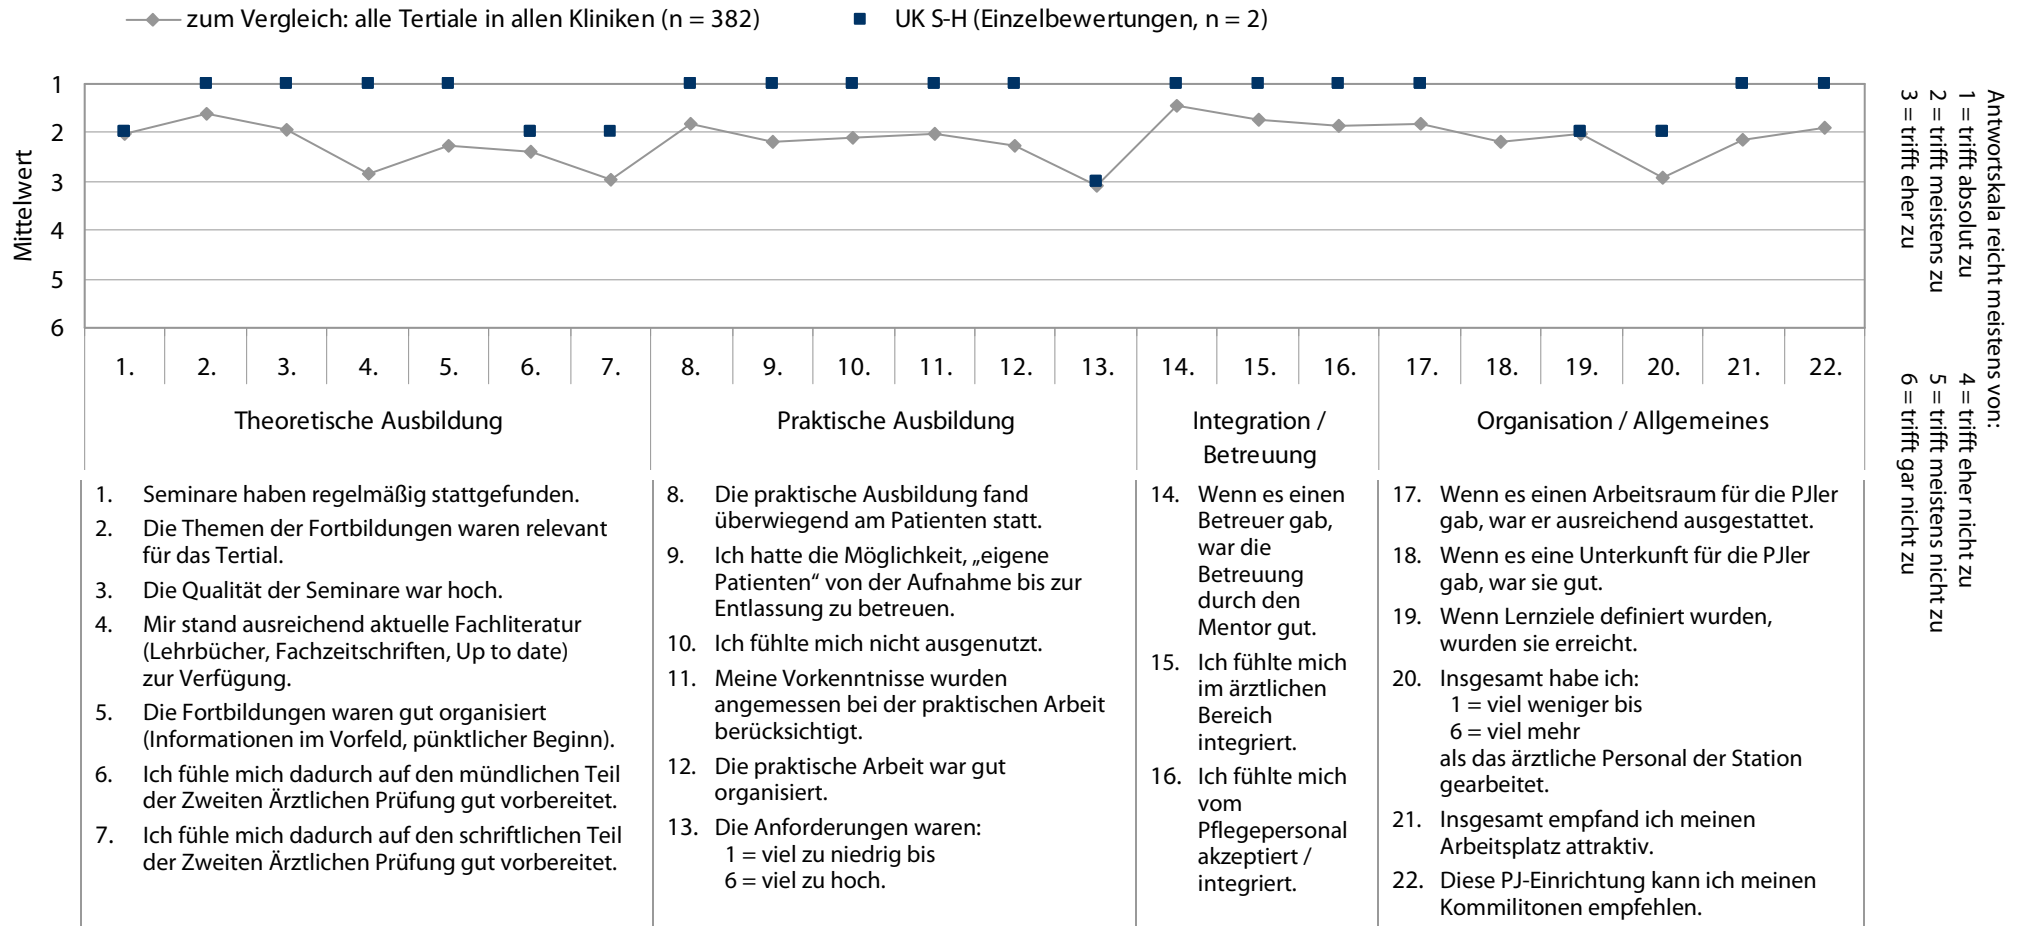 zum Vergleich: alle Tertiale in allen Kliniken (n = 382)
UK S-H (Einzelbewertungen, n = 2)
Mittelwert
1
2
3
4
5
6
1. 2. 3. 4. 5. 6. 7. 8. 9. 10. 11. 12. 13. 14. 15. 16. 17. 18. 19. 20. 21. 22.
Theoretische Ausbildung
Praktische Ausbildung
Integration /
Betreuung
Organisation / Allgemeines
1. Seminare haben regelmäßig stattgefunden.
2. Die Themen der Fortbildungen waren relevant
für das Tertial.
3. Die Qualität der Seminare war hoch.
4. Mir stand ausreichend aktuelle Fachliteratur
(Lehrbücher, Fachzeitschriften, Up to date)
zur Verfügung.
5. Die Fortbildungen waren gut organisiert
(Informationen im Vorfeld, pünktlicher Beginn).
6. Ich fühle mich dadurch auf den mündlichen Teil
der Zweiten Ärztlichen Prüfung gut vorbereitet.
7. Ich fühle mich dadurch auf den schriftlichen Teil
der Zweiten Ärztlichen Prüfung gut vorbereitet.
8. Die praktische Ausbildung fand
überwiegend am Patienten statt.
9. Ich hatte die Möglichkeit, „eigene
Patienten“ von der Aufnahme bis zur
Entlassung zu betreuen.
10. Ich fühlte mich nicht ausgenutzt.
11. Meine Vorkenntnisse wurden
angemessen bei der praktischen Arbeit
berücksichtigt.
12. Die praktische Arbeit war gut
organisiert.
13. Die Anforderungen waren:
1 = viel zu niedrig bis
6 = viel zu hoch.
14. Wenn es einen
Betreuer gab,
war die
Betreuung
durch den
Mentor gut.
15. Ich fühlte mich
im ärztlichen
Bereich
integriert.
16. Ich fühlte mich
vom
Pflegepersonal
akzeptiert /
integriert.
17. Wenn es einen Arbeitsraum für die PJler
gab, war er ausreichend ausgestattet.
18. Wenn es eine Unterkunft für die PJler
gab, war sie gut.
19. Wenn Lernziele definiert wurden,
wurden sie erreicht.
20. Insgesamt habe ich:
1 = viel weniger bis
6 = viel mehr
als das ärztliche Personal der Station
gearbeitet.
21. Insgesamt empfand ich meinen
Arbeitsplatz attraktiv.
22. Diese PJ-Einrichtung kann ich meinen
Kommilitonen empfehlen.
Antwortskala reicht meistens von:
1 = trifft absolut zu
2 = trifft meistens zu
3 = trifft eher zu
4 = trifft eher nicht zu
5 = trifft meistens nicht zu
6 = trifft gar nicht zu